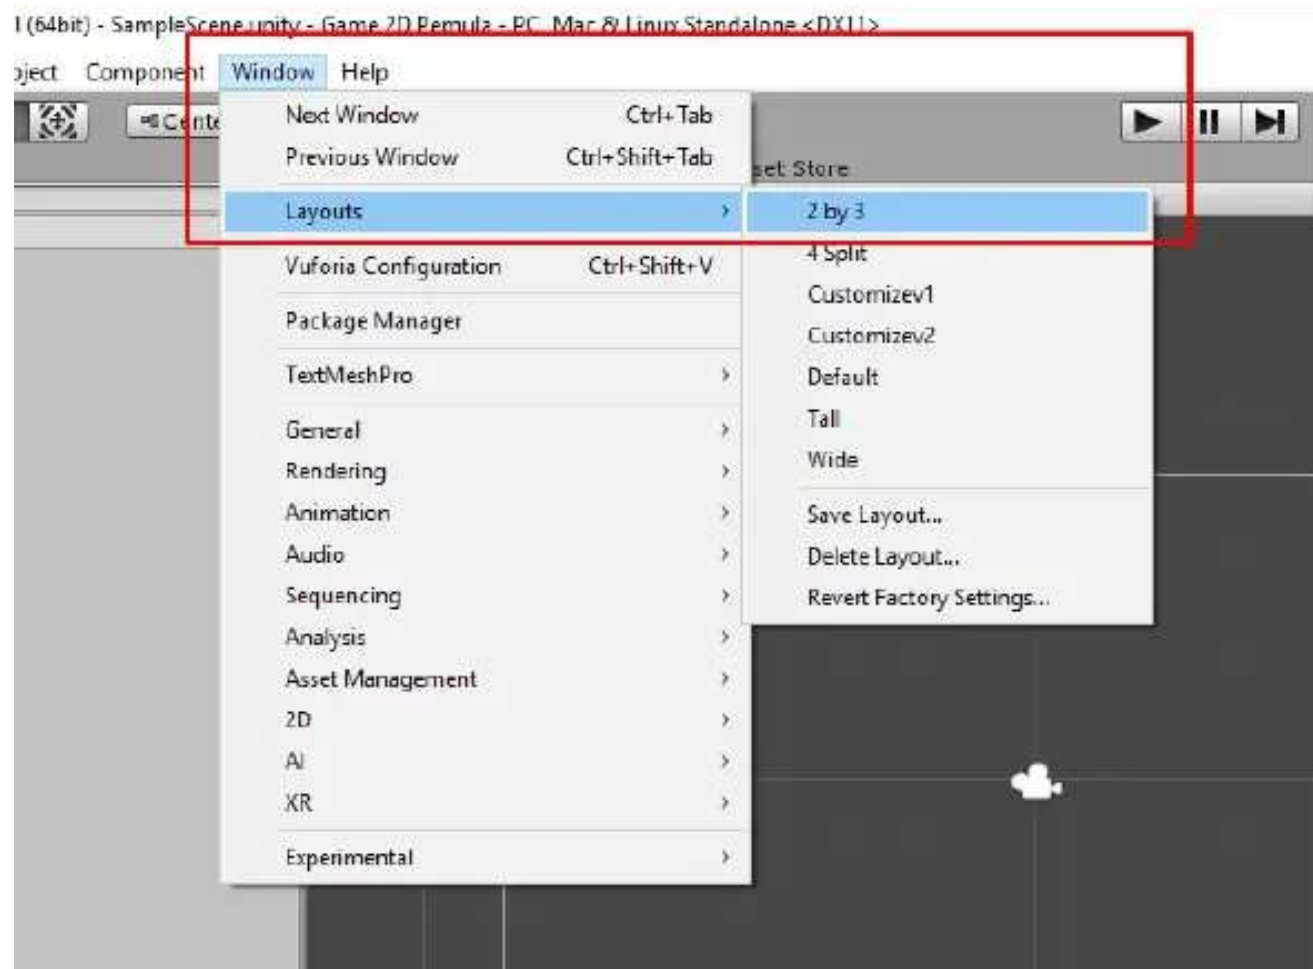 (64bit) - SampleScene.unity - Game 2D Pemula - PC, Mac & Linux Standalone <DX11>
oject Component Window Help
Cente
Next Window Ctrl+Tab
Previous Window Ctrl+Shift+Tab
set Store
Layouts
2 by 3
Vuforia Configuration Ctrl+Shift+V
Package Manager
TextMeshPro
General
Rendering
Animation
Audio
Sequencing
Analysis
Asset Management
2D
AI
XR
Experimental
4 Split
Customizev1
Customizev2
Default
Tall
Wide
Save Layout...
Delete Layout...
Revert Factory Settings...